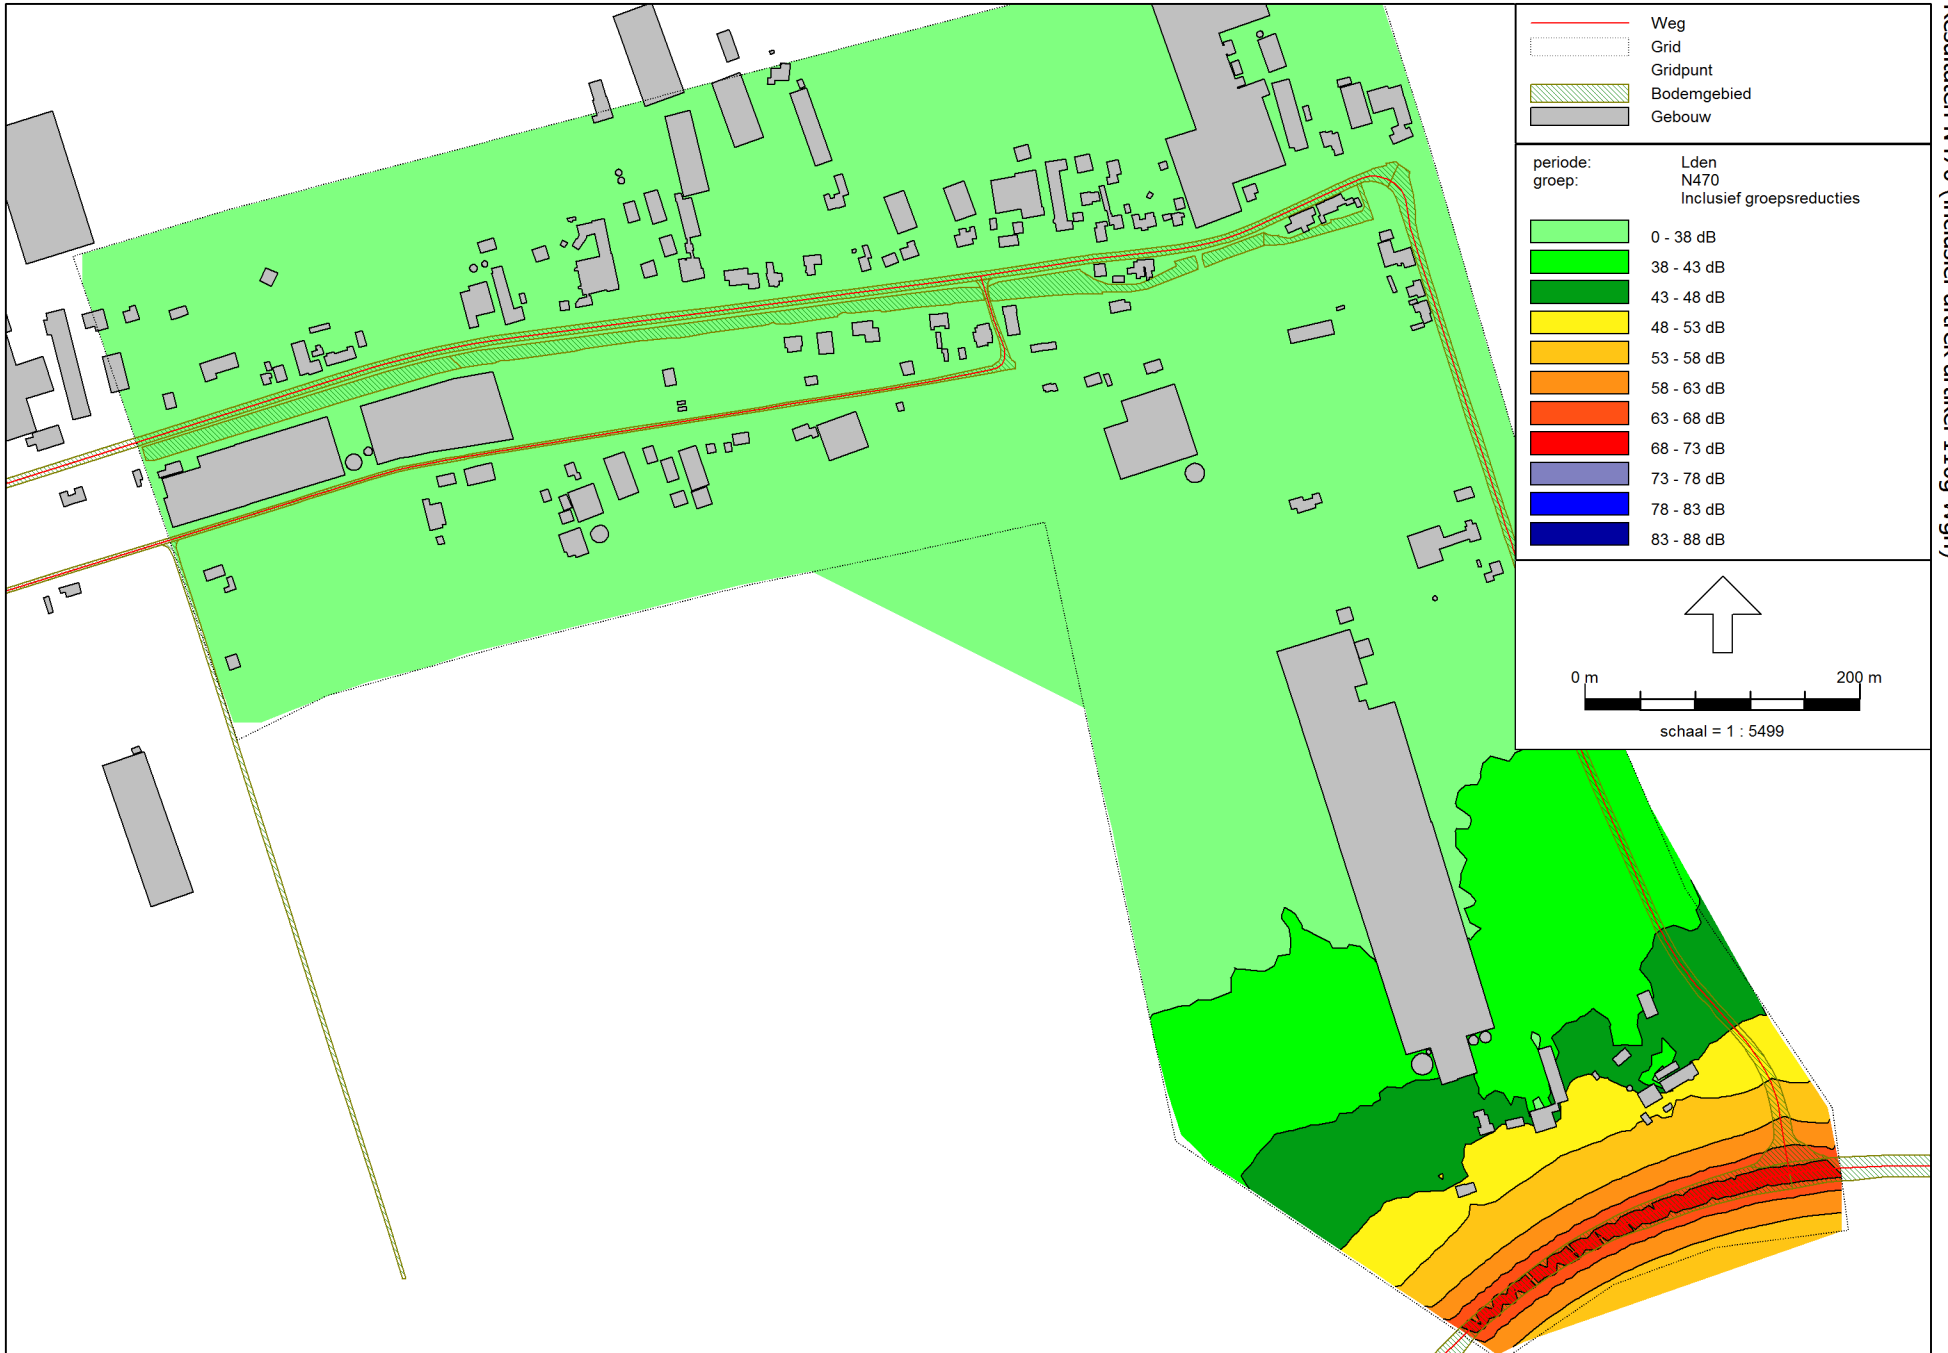 Weg
Grid
Gridpunt
Bodemgebied
Gebouw
periode: Lden
groep: N470
Inclusief groepsreducties
0 - 38 dB
38 - 43 dB
43 - 48 dB
48 - 53 dB
53 - 58 dB
58 - 63 dB
63 - 68 dB
68 - 73 dB
73 - 78 dB
78 - 83 dB
83 - 88 dB
0 m 200 m
schaal = 1 : 5499